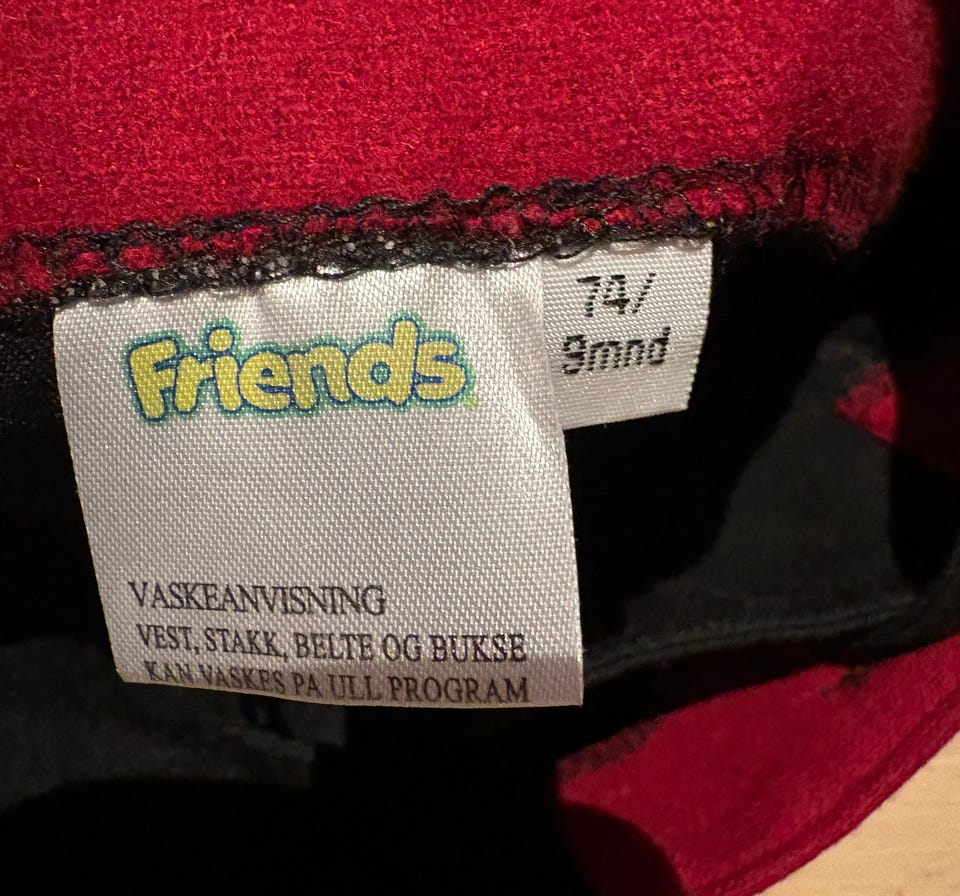 Friends
74/
9mnd
VASKEANVISNING
VEST, STAKK, BELTE OG BUKSE
KAN VASKES PA ULL PROGRAM